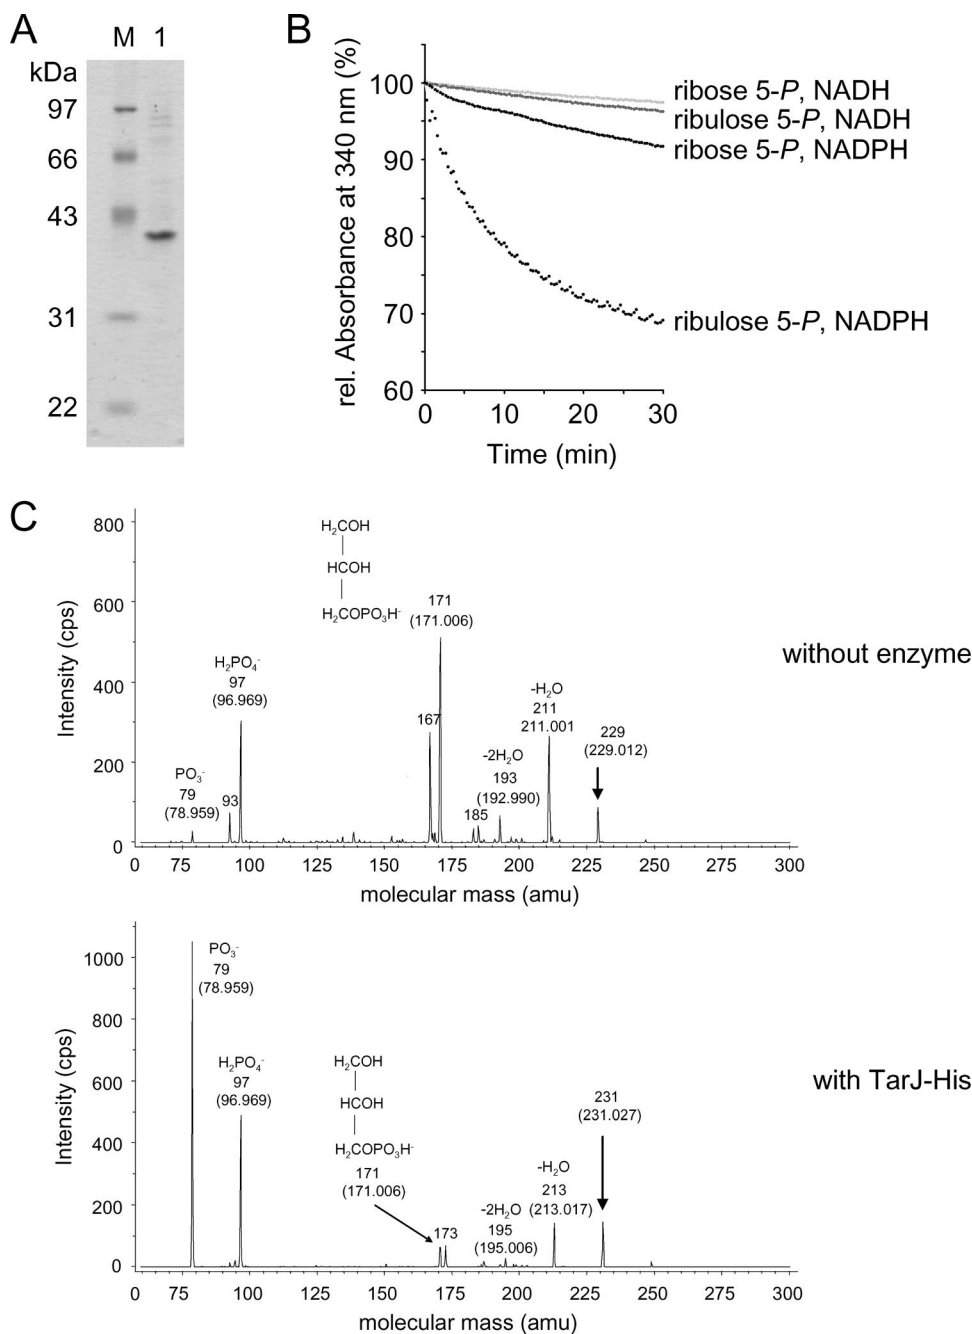 A
M 1
kDa
97
66
43
31
22
B
rel. Absorbance at 340 nm (%)
100
90
80
70
60
0 10 20 30
Time (min)
ribose 5-P, NADH
ribulose 5-P, NADH
ribose 5-P, NADPH
ribulose 5-P, NADPH
C
Intensity (cps)
800
600
400
200
0
H₂COH
HCOH
H₂COPO₃H⁻
171
(171.006)
H₂PO₄⁻
97
(96.969)
PO₃⁻
79
(78.959)
93
167
185
-2H₂O
193
(192.990)
-H₂O
211
211.001
229
(229.012)
without enzyme
0 75 100 125 150 175 200 225 250 300
molecular mass (amu)
Intensity (cps)
1000
800
600
400
200
0
PO₃⁻
79
(78.959)
H₂PO₄⁻
97
(96.969)
H₂COH
HCOH
H₂COPO₃H⁻
171
(171.006)
173
-2H₂O
195
(195.006)
-H₂O
213
(213.017)
231
(231.027)
with TarJ-His
0 75 100 125 150 175 200 225 250 300
molecular mass (amu)